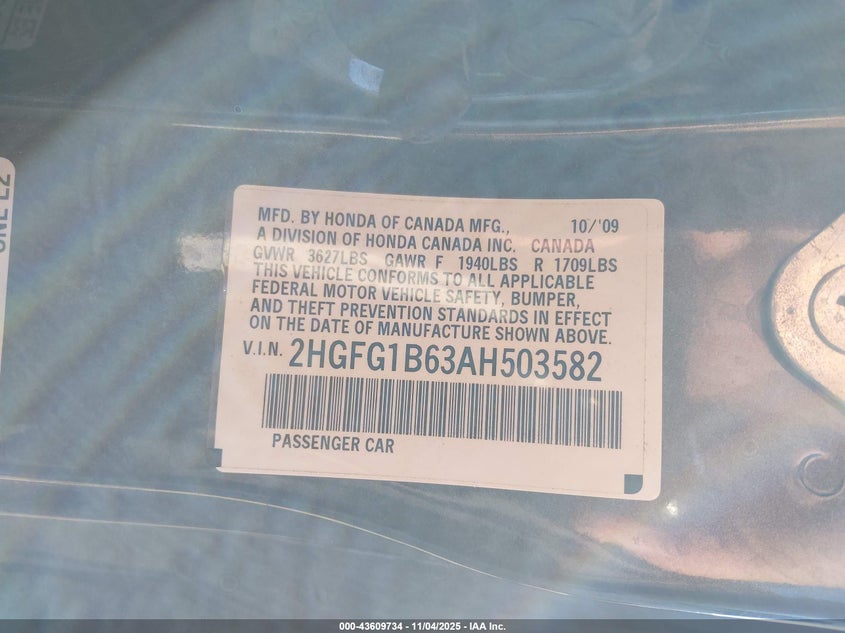 MFD. BY HONDA OF CANADA MFG., 10/'09
A DIVISION OF HONDA CANADA INC. CANADA
GVWR 3627LBS GAWR F 1940LBS R 1709LBS
THIS VEHICLE CONFORMS TO ALL APPLICABLE
FEDERAL MOTOR VEHICLE SAFETY, BUMPER,
AND THEFT PREVENTION STANDARDS IN EFFECT
ON THE DATE OF MANUFACTURE SHOWN ABOVE.
V.I.N. 2HGFG1B63AH503582
PASSENGER CAR
000-43609734 - 11/04/2025 - IAA Inc.